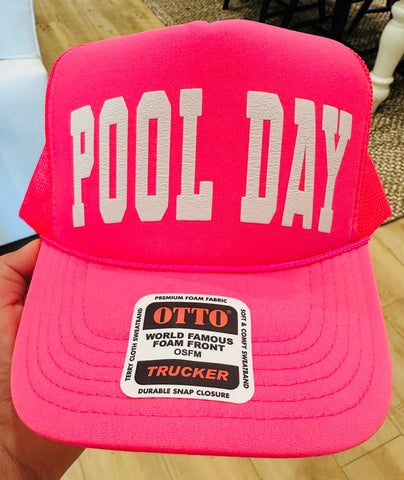 POOL DAY
PREMIUM FOAM FABRIC
OTTO
WORLD FAMOUS
FOAM FRONT
OSFM
TRUCKER
DURABLE SNAP CLOSURE
TERRY CLOTH SWEATBAND
SOFT & COMFY SWEATBAND